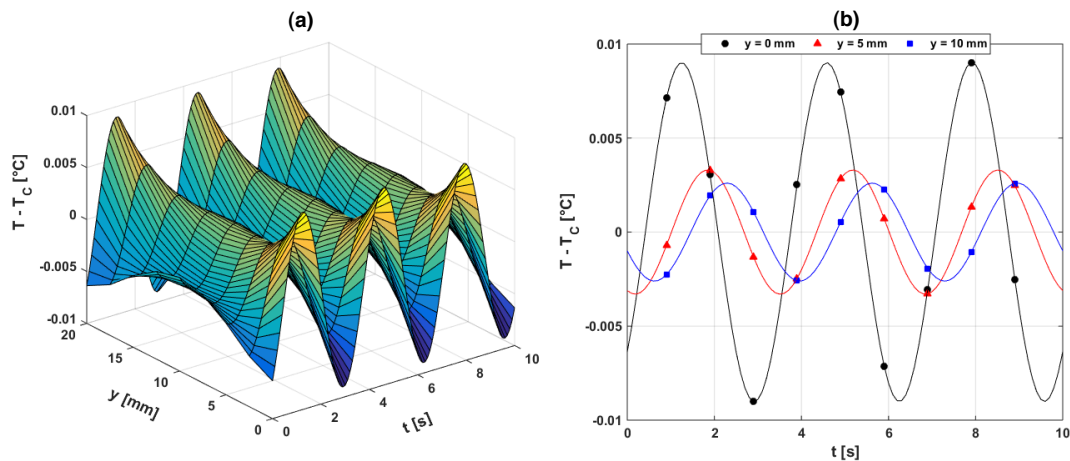 (a)
0.01
0.005
0
-0.005
-0.01
T - T_C [°C]
20
15
10
5
0
y [mm]
0
2
4
6
8
10
t [s]
(b)
y = 0 mm y = 5 mm y = 10 mm
0.01
0.005
0
-0.005
-0.01
T - T_C [°C]
0 2 4 6 8 10
t [s]